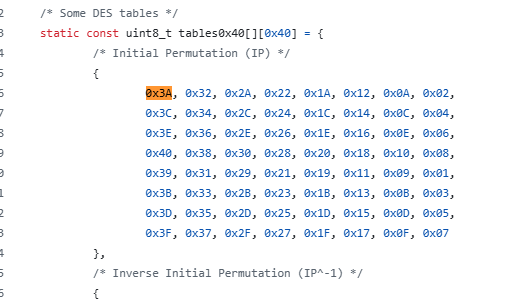 2 /* Some DES tables */
3 static const uint8_t tables0x40[][0x40] = {
4 /* Initial Permutation (IP) */
5 {
6 0x3A, 0x32, 0x2A, 0x22, 0x1A, 0x12, 0x0A, 0x02,
7 0x3C, 0x34, 0x2C, 0x24, 0x1C, 0x14, 0x0C, 0x04,
8 0x3E, 0x36, 0x2E, 0x26, 0x1E, 0x16, 0x0E, 0x06,
9 0x40, 0x38, 0x30, 0x28, 0x20, 0x18, 0x10, 0x08,
0 0x39, 0x31, 0x29, 0x21, 0x19, 0x11, 0x09, 0x01,
1 0x3B, 0x33, 0x2B, 0x23, 0x1B, 0x13, 0x0B, 0x03,
2 0x3D, 0x35, 0x2D, 0x25, 0x1D, 0x15, 0x0D, 0x05,
3 0x3F, 0x37, 0x2F, 0x27, 0x1F, 0x17, 0x0F, 0x07
4 },
5 /* Inverse Initial Permutation (IP^-1) */
6 {